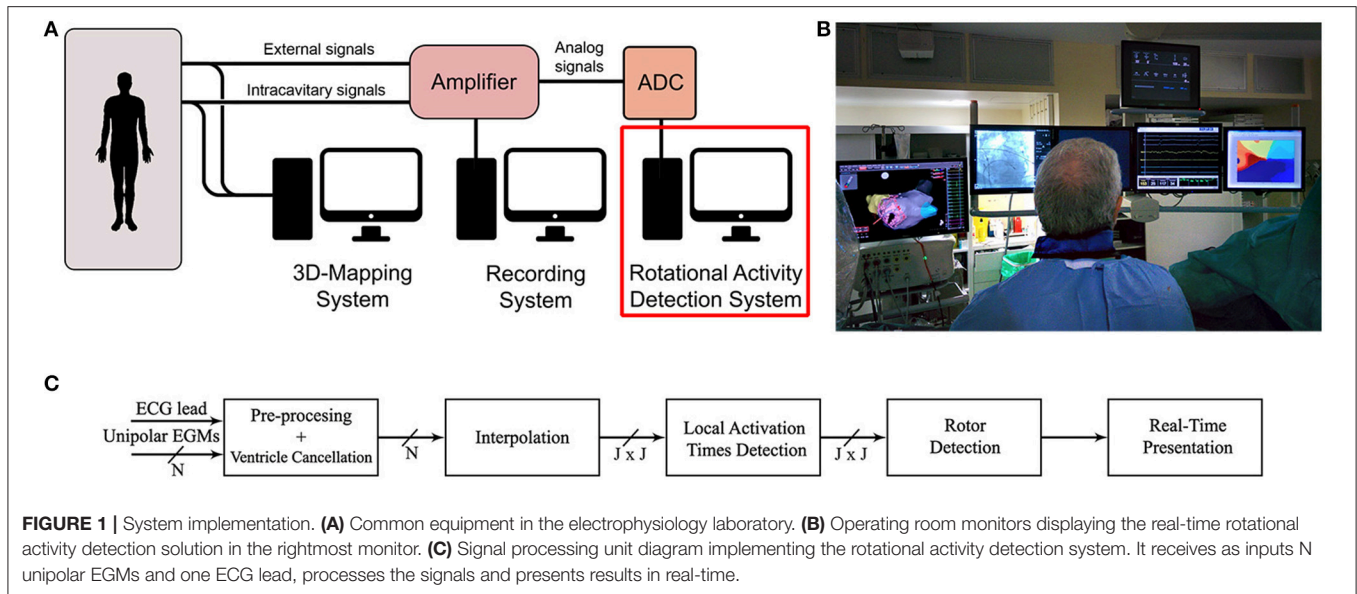 A
External signals
Intracavitary signals
Amplifier
Analog
signals
ADC
3D-Mapping
System
Recording
System
Rotational Activity
Detection System
B
C
ECG lead
Unipolar EGMs
N
Pre-procesing
+
Ventricle Cancellation
N
Interpolation
J x J
Local Activation
Times Detection
J x J
Rotor
Detection
Real-Time
Presentation
FIGURE 1 | System implementation. (A) Common equipment in the electrophysiology laboratory. (B) Operating room monitors displaying the real-time rotational
activity detection solution in the rightmost monitor. (C) Signal processing unit diagram implementing the rotational activity detection system. It receives as inputs N
unipolar EGMs and one ECG lead, processes the signals and presents results in real-time.